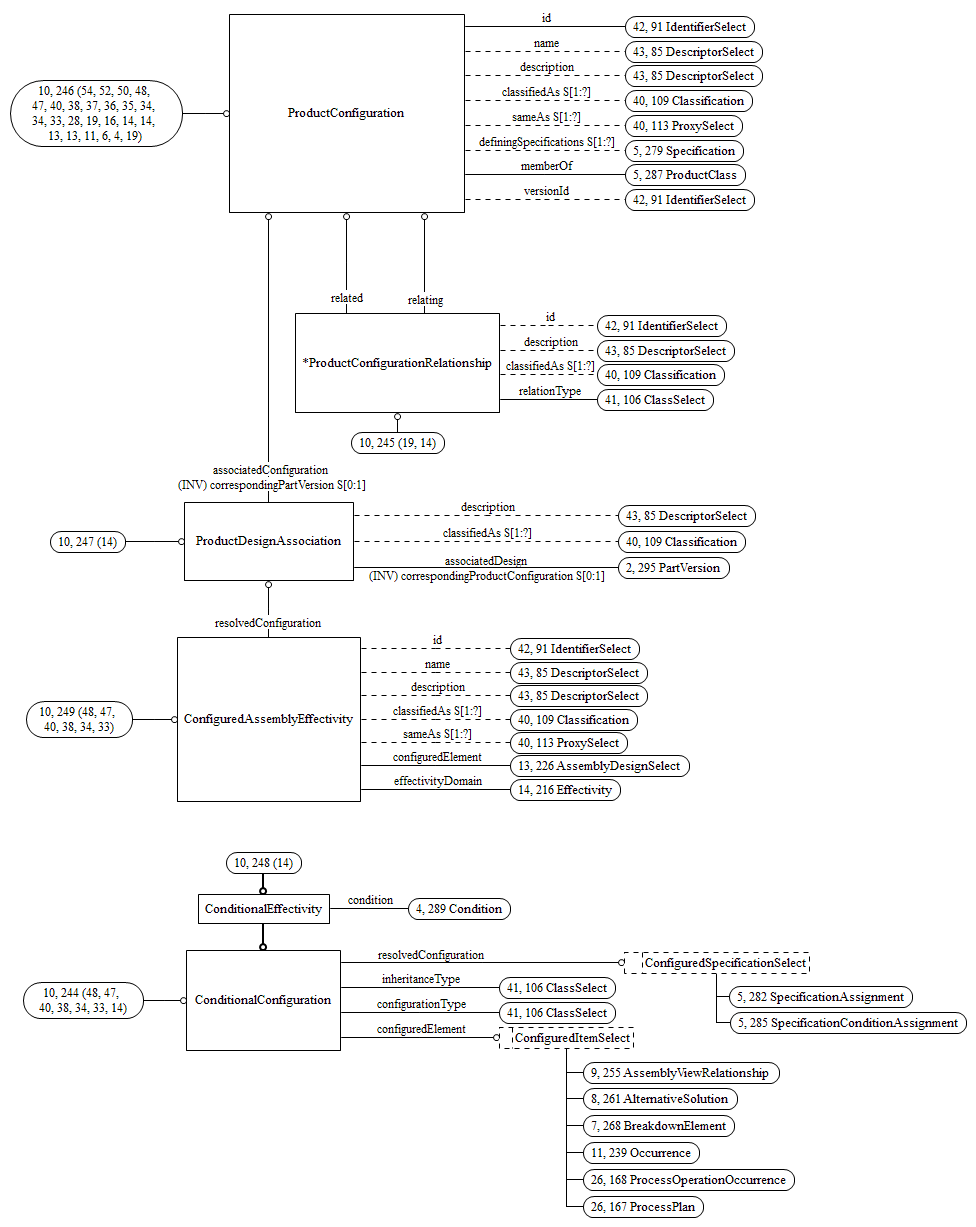 id
42, 91 IdentifierSelect
name
43, 85 DescriptorSelect
description
43, 85 DescriptorSelect
10, 246 (54, 52, 50, 48,
47, 40, 38, 37, 36, 35, 34,
34, 33, 28, 19, 16, 14, 14,
13, 13, 11, 6, 4, 19)
ProductConfiguration
classifiedAs S[1:?]
40, 109 Classification
sameAs S[1:?]
40, 113 ProxySelect
definingSpecifications S[1:?]
5, 279 Specification
memberOf
5, 287 ProductClass
versionId
42, 91 IdentifierSelect
related
relating
id
42, 91 IdentifierSelect
description
43, 85 DescriptorSelect
*ProductConfigurationRelationship
classifiedAs S[1:?]
40, 109 Classification
relationType
41, 106 ClassSelect
10, 245 (19, 14)
associatedConfiguration
(INV) correspondingPartVersion S[0:1]
description
43, 85 DescriptorSelect
10, 247 (14)
ProductDesignAssociation
classifiedAs S[1:?]
40, 109 Classification
associatedDesign
(INV) correspondingProductConfiguration S[0:1]
2, 295 PartVersion
resolvedConfiguration
id
42, 91 IdentifierSelect
name
43, 85 DescriptorSelect
description
43, 85 DescriptorSelect
10, 249 (48, 47,
40, 38, 34, 33)
ConfiguredAssemblyEffectivity
classifiedAs S[1:?]
40, 109 Classification
sameAs S[1:?]
40, 113 ProxySelect
configuredElement
13, 226 AssemblyDesignSelect
effectivityDomain
14, 216 Effectivity
10, 248 (14)
ConditionalEffectivity
condition
4, 289 Condition
resolvedConfiguration
ConfiguredSpecificationSelect
10, 244 (48, 47,
40, 38, 34, 33, 14)
ConditionalConfiguration
inheritanceType
41, 106 ClassSelect
5, 282 SpecificationAssignment
configurationType
41, 106 ClassSelect
5, 285 SpecificationConditionAssignment
configuredElement
ConfiguredItemSelect
9, 255 AssemblyViewRelationship
8, 261 AlternativeSolution
7, 268 BreakdownElement
11, 239 Occurrence
26, 168 ProcessOperationOccurrence
26, 167 ProcessPlan